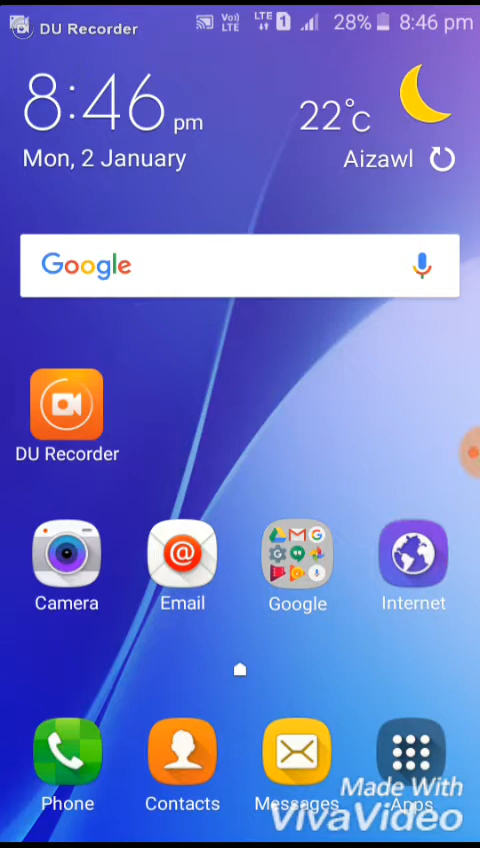 DU Recorder
Vo)) LTE
LTE 1 28% 8:46 pm
8:46 pm
22°C
Mon, 2 January
Aizawl
Google
DU Recorder
Camera
Email
Google
Internet
Phone
Contacts
Messages
Apps
Made With
VivaVideo